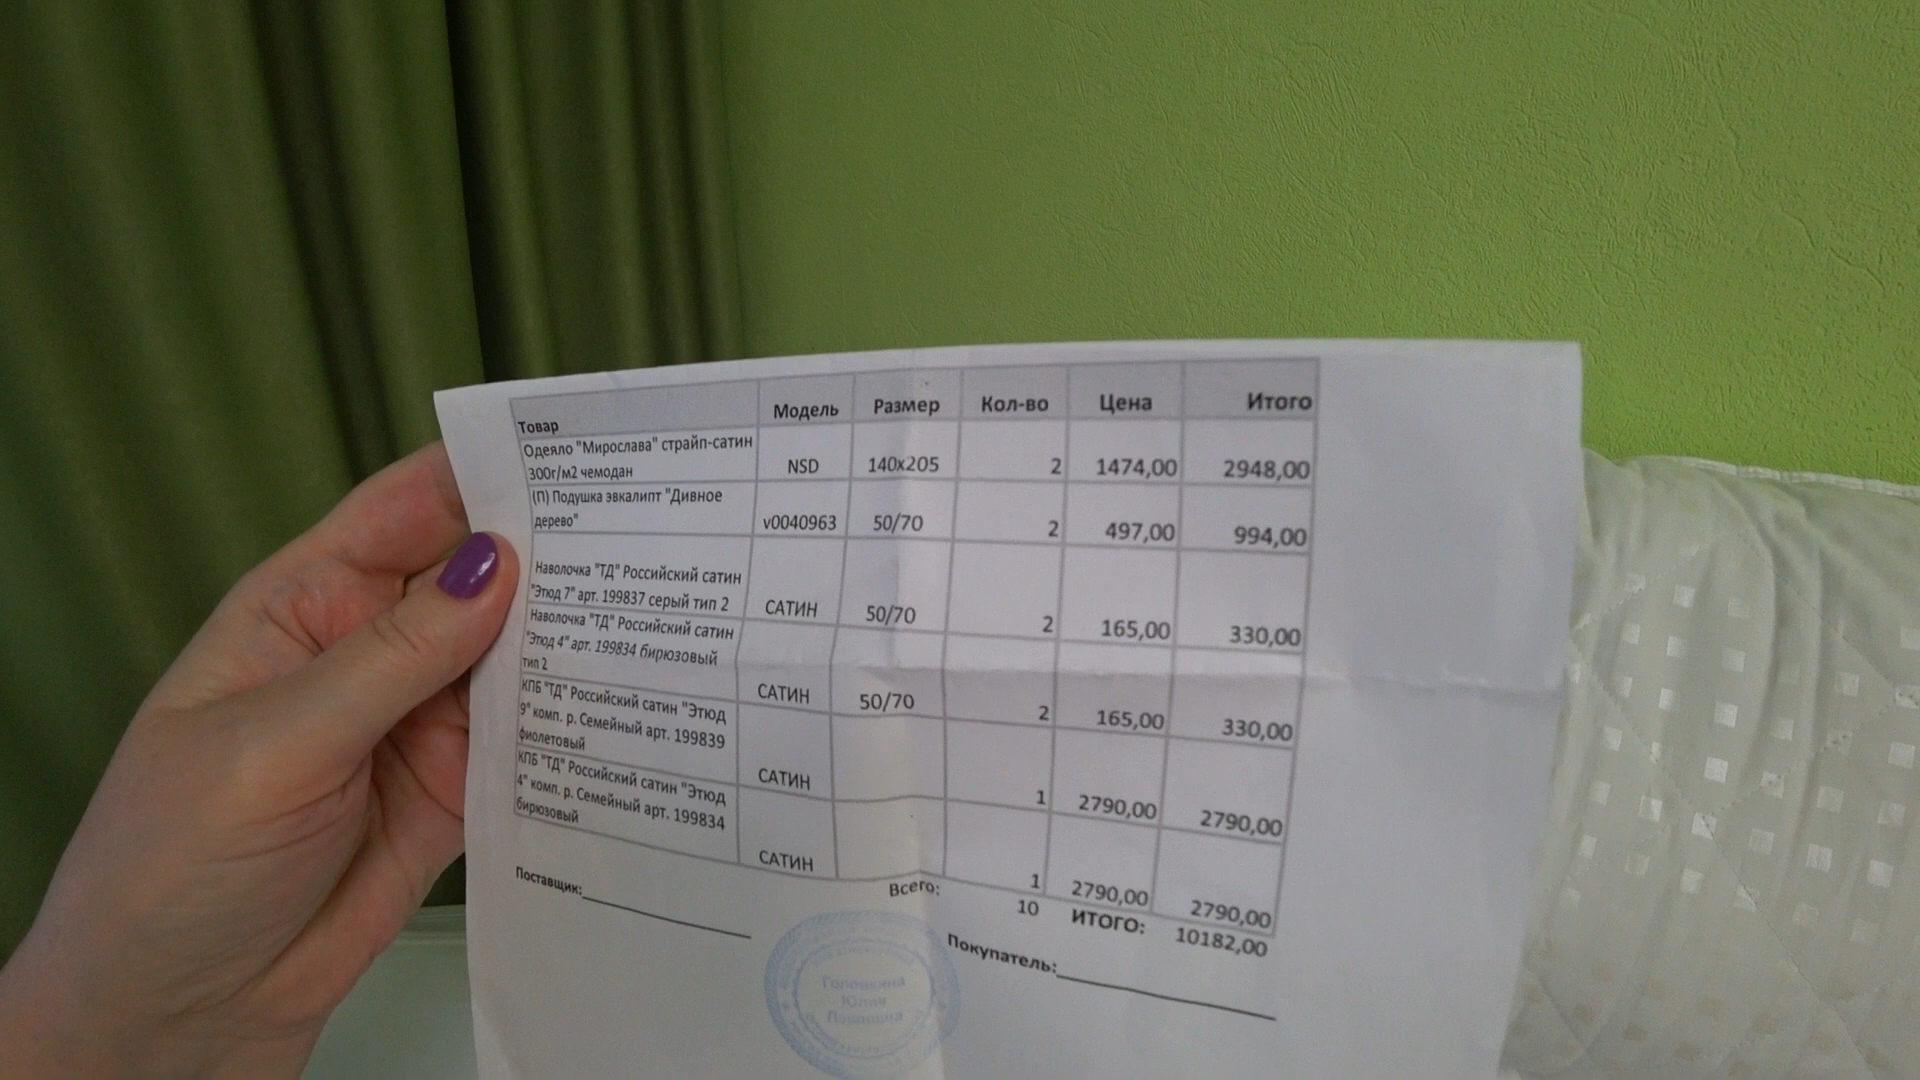 Товар Модель Размер Кол-во Цена Итого
Одеяло "Мирослава" страйп-сатин
300г/м2 чемодан NSD 140x205 2 1474,00 2948,00
(П) Подушка эвкалипт "Дивное
дерево" v0040963 50/70 2 497,00 994,00
Наволочка "ТД" Российский сатин
"Этюд 7" арт. 199837 серый тип 2 САТИН 50/70 2 165,00 330,00
Наволочка "ТД" Российский сатин
"Этюд 4" арт. 199834 бирюзовый
тип 2 САТИН 50/70 2 165,00 330,00
КПБ "ТД" Российский сатин "Этюд
9" комп. р. Семейный арт. 199839
фиолетовый САТИН 1 2790,00 2790,00
КПБ "ТД" Российский сатин "Этюд
4" комп. р. Семейный арт. 199834
бирюзовый САТИН 1 2790,00 2790,00
Всего: 10 ИТОГО: 10182,00
Поставщик: Покупатель:
Юлия